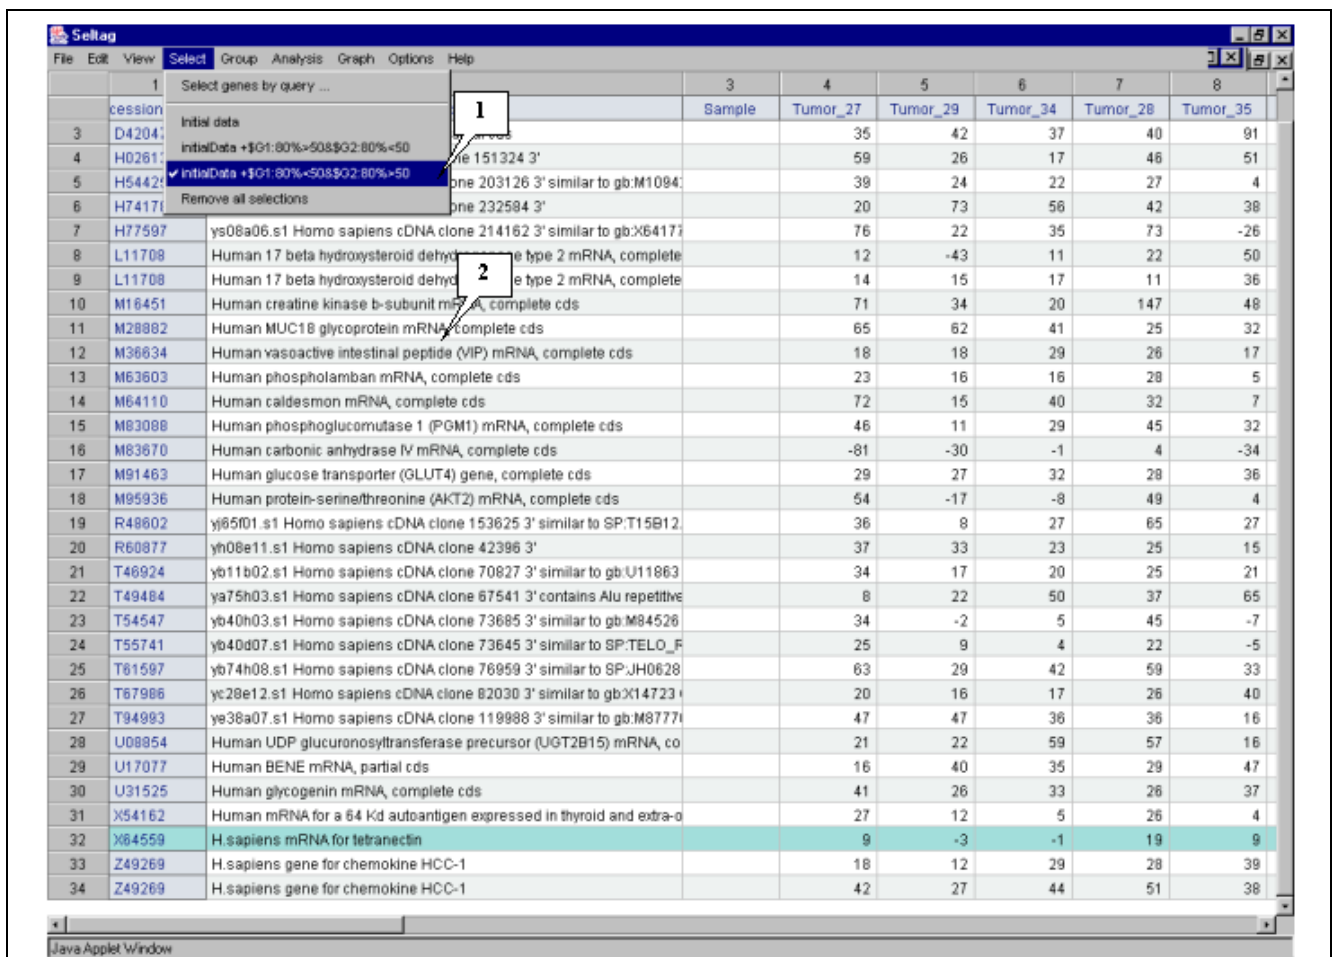 Seltag
File Edit View Select Group Analysis Graph Options Help
1 3 4 5 6 7 8
cession Sample Tumor_27 Tumor_29 Tumor_34 Tumor_28 Tumor_35
Select genes by query ...
Initial data
initialData +$G1:80%>50&$G2:80%<50
✓ initialData +$G1:80%<50&$G2:80%>50
Remove all selections
1
2
3 D4204 cds 35 42 37 40 91
4 H0261 ne 151324 3' 59 26 17 46 51
5 H5442 one 203126 3' similar to gb:M1094 39 24 22 27 4
6 H7417 one 232584 3' 20 73 56 42 38
7 H77597 ys08a06.s1 Homo sapiens cDNA clone 214162 3' similar to gb:X6417 76 22 35 73 -26
8 L11708 Human 17 beta hydroxysteroid dehyd e type 2 mRNA, complete 12 -43 11 22 50
9 L11708 Human 17 beta hydroxysteroid dehyd e type 2 mRNA, complete 14 15 17 11 36
10 M16451 Human creatine kinase b-subunit mRNA, complete cds 71 34 20 147 48
11 M28882 Human MUC18 glycoprotein mRNA, complete cds 65 62 41 25 32
12 M36634 Human vasoactive intestinal peptide (VIP) mRNA, complete cds 18 18 29 26 17
13 M63603 Human phospholamban mRNA, complete cds 23 16 16 28 5
14 M64110 Human caldesmon mRNA, complete cds 72 15 40 32 7
15 M83088 Human phosphoglucomutase 1 (PGM1) mRNA, complete cds 46 11 29 45 32
16 M83670 Human carbonic anhydrase IV mRNA, complete cds -81 -30 -1 4 -34
17 M91463 Human glucose transporter (GLUT4) gene, complete cds 29 27 32 28 36
18 M95936 Human protein-serine/threonine (AKT2) mRNA, complete cds 54 -17 -8 49 4
19 R48602 yj65f01.s1 Homo sapiens cDNA clone 153625 3' similar to SP:T15B12. 36 8 27 65 27
20 R60877 yh08e11.s1 Homo sapiens cDNA clone 42396 3' 37 33 23 25 15
21 T46924 yb11b02.s1 Homo sapiens cDNA clone 70827 3' similar to gb:U11863 34 17 20 25 21
22 T49484 ya75h03.s1 Homo sapiens cDNA clone 67541 3' contains Alu repetitive 8 22 50 37 65
23 T54547 yb40h03.s1 Homo sapiens cDNA clone 73685 3' similar to gb:M84526 34 -2 5 45 -7
24 T55741 yb40d07.s1 Homo sapiens cDNA clone 73645 3' similar to SP:TELO_F 25 9 4 22 -5
25 T61597 yb74h08.s1 Homo sapiens cDNA clone 76959 3' similar to SP:JH0628 63 29 42 59 33
26 T67986 yc28e12.s1 Homo sapiens cDNA clone 82030 3' similar to gb:X14723 20 16 17 26 40
27 T94993 ye38a07.s1 Homo sapiens cDNA clone 119988 3' similar to gb:M8777 47 47 36 36 16
28 U08854 Human UDP glucuronosyltransferase precursor (UGT2B15) mRNA, co 21 22 59 57 16
29 U17077 Human BENE mRNA, partial cds 16 40 35 29 47
30 U31525 Human glycogenin mRNA, complete cds 41 26 33 26 37
31 X54162 Human mRNA for a 64 Kd autoantigen expressed in thyroid and extra-o 27 12 5 26 4
32 X64559 H.sapiens mRNA for tetranectin 9 -3 -1 19 9
33 Z49269 H.sapiens gene for chemokine HCC-1 18 12 29 28 39
34 Z49269 H.sapiens gene for chemokine HCC-1 42 27 44 51 38
Java Applet Window